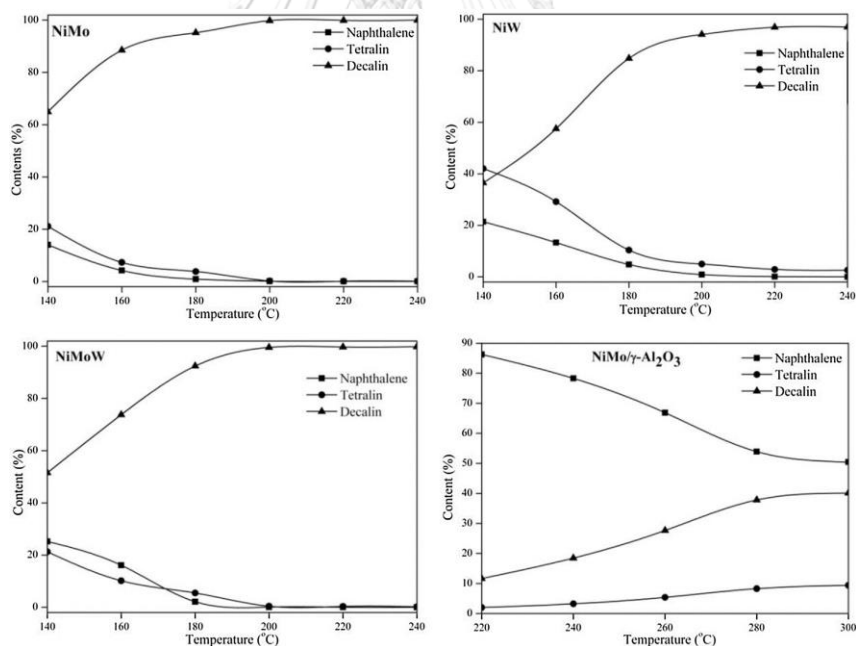 NiMo
Naphthalene
Tetralin
Decalin
100
80
60
40
20
0
Contents (%)
140 160 180 200 220 240
Temperature (°C)
NiW
Naphthalene
Tetralin
Decalin
100
80
60
40
20
0
Content (%)
140 160 180 200 220 240
Temperature (°C)
NiMoW
Naphthalene
Tetralin
Decalin
100
80
60
40
20
0
Content (%)
140 160 180 200 220 240
Temperature (°C)
NiMo/γ-Al₂O₃
Naphthalene
Tetralin
Decalin
90
80
70
60
50
40
30
20
10
0
Content (%)
220 240 260 280 300
Temperature (°C)